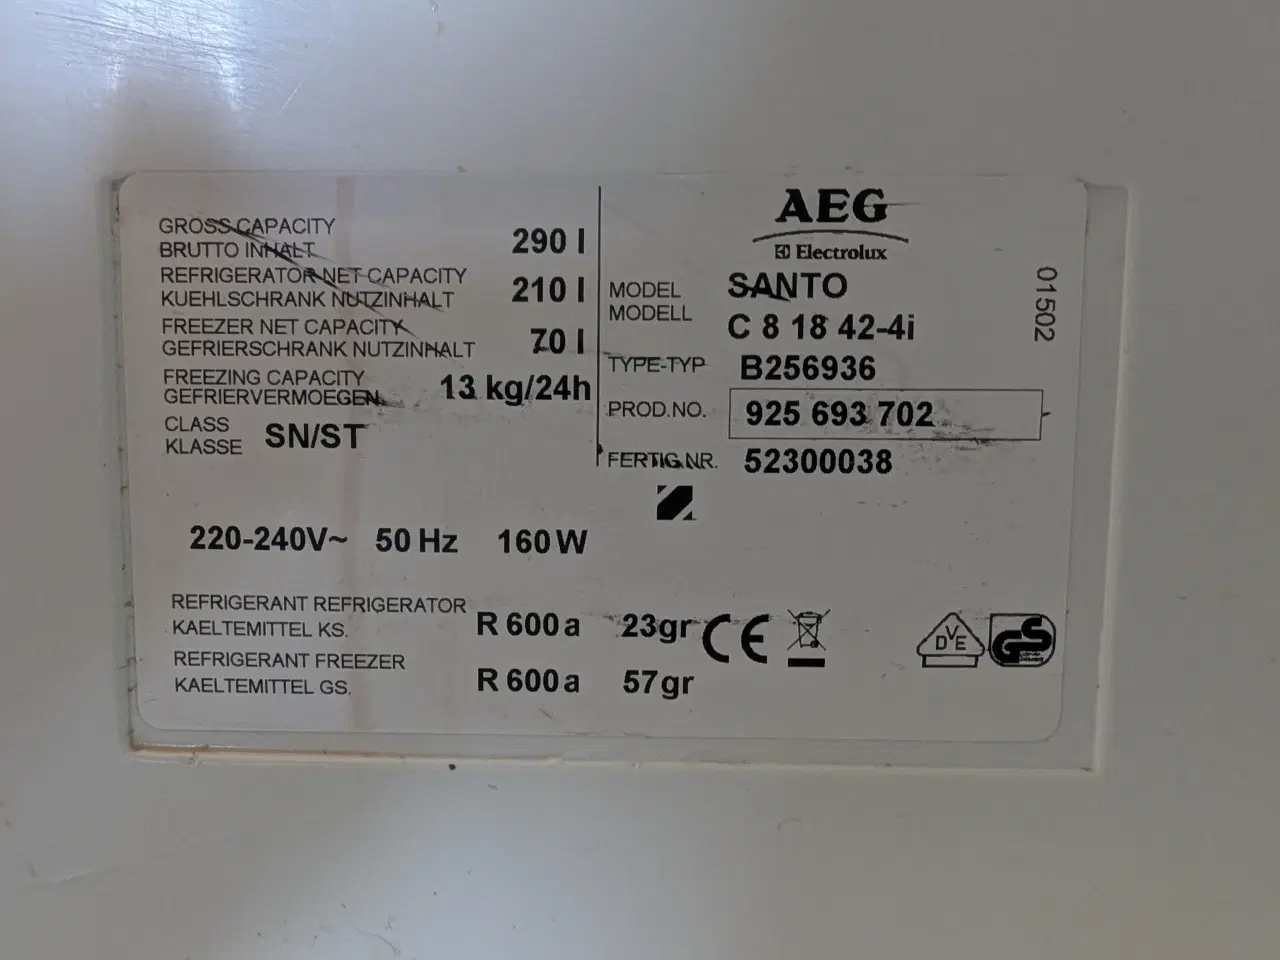 GROSS CAPACITY
BRUTTO INHALT 290 l
REFRIGERATOR NET CAPACITY
KUEHLSCHRANK NUTZINHALT 210 l
FREEZER NET CAPACITY
GEFRIERSCHRANK NUTZINHALT 70 l
FREEZING CAPACITY
GEFRIERVERMOEGEN 13 kg/24h
CLASS
KLASSE SN/ST
AEG
Electrolux
MODEL SANTO
MODELL C 8 18 42-4i
TYPE-TYP B256936
PROD.NO. 925 693 702
FERTIG.NR. 52300038
01502
220-240V~ 50 Hz 160 W
REFRIGERANT REFRIGERATOR
KAELTEMITTEL KS. R 600a 23gr
REFRIGERANT FREEZER
KAELTEMITTEL GS. R 600a 57gr
CE
DVE
GS